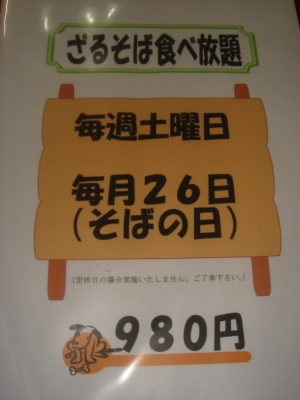 ざるそば食べ放題
毎週土曜日
毎月２６日
（そばの日）
（定休日の場合実施いたしません、ご了承下さい。）
９８０円